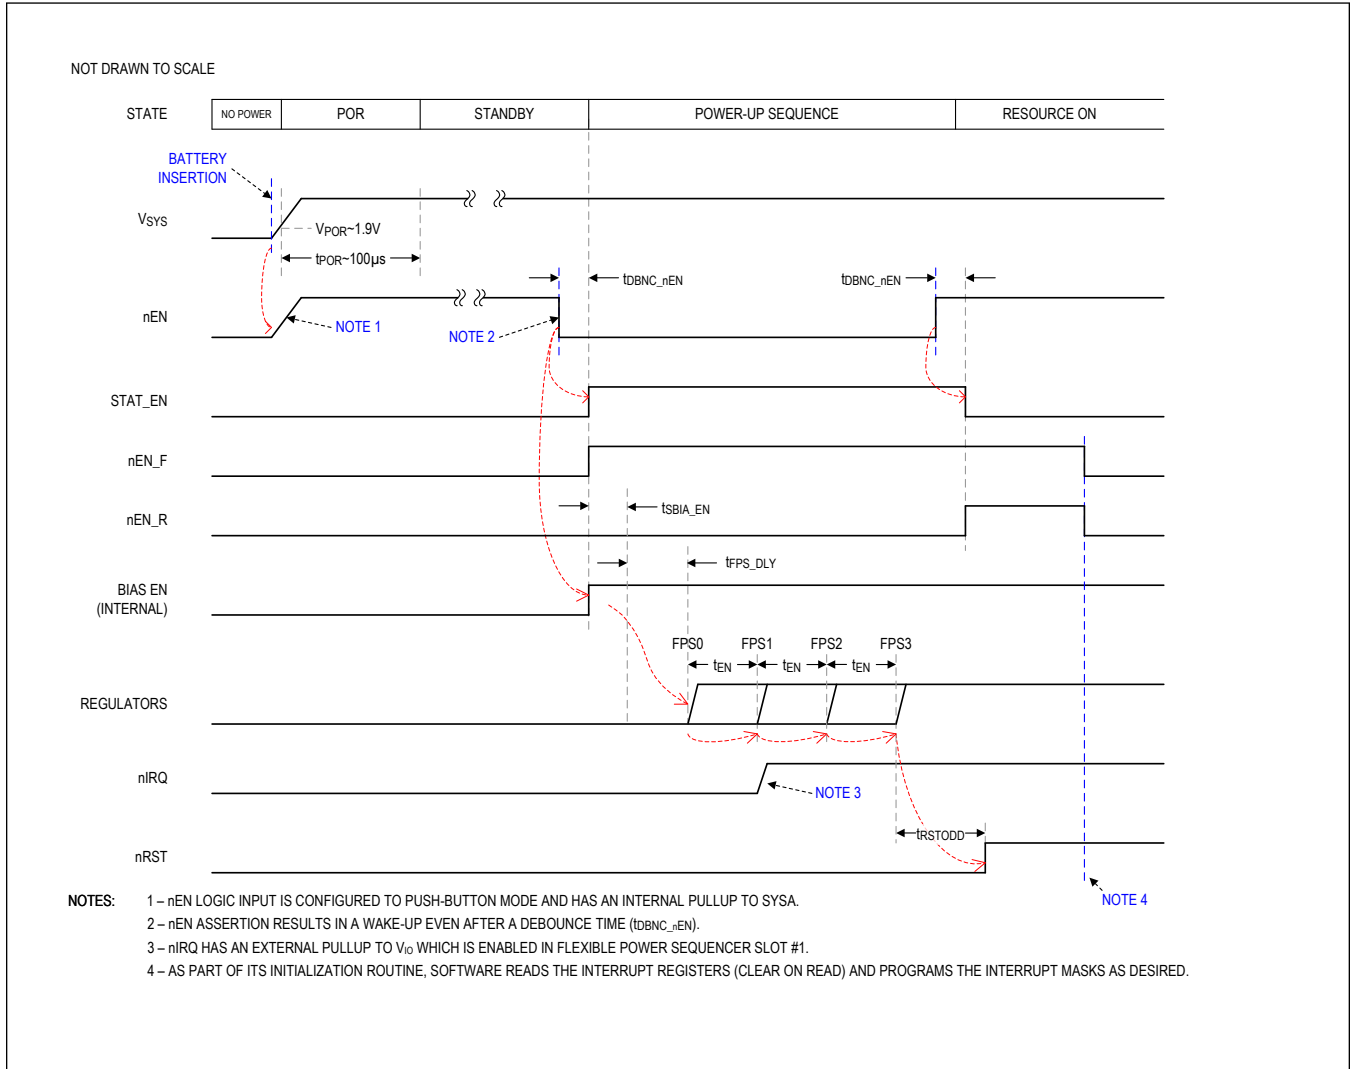 NOT DRAWN TO SCALE
STATE NO POWER POR STANDBY POWER-UP SEQUENCE RESOURCE ON
BATTERY
INSERTION
VSYS
VPOR~1.9V
tPOR~100µs
tDBNC_nEN tDBNC_nEN
nEN
NOTE 1
NOTE 2
STAT_EN
nEN_F
nEN_R
tSBIA_EN
tFPS_DLY
BIAS EN
(INTERNAL)
FPS0 FPS1 FPS2 FPS3
tEN tEN tEN
REGULATORS
nIRQ
NOTE 3
tRSTODD
nRST
NOTE 4
NOTES: 1 – nEN LOGIC INPUT IS CONFIGURED TO PUSH-BUTTON MODE AND HAS AN INTERNAL PULLUP TO SYSA.
2 – nEN ASSERTION RESULTS IN A WAKE-UP EVEN AFTER A DEBOUNCE TIME (tDBNC_nEN).
3 – nIRQ HAS AN EXTERNAL PULLUP TO VIO WHICH IS ENABLED IN FLEXIBLE POWER SEQUENCER SLOT #1.
4 – AS PART OF ITS INITIALIZATION ROUTINE, SOFTWARE READS THE INTERRUPT REGISTERS (CLEAR ON READ) AND PROGRAMS THE INTERRUPT MASKS AS DESIRED.